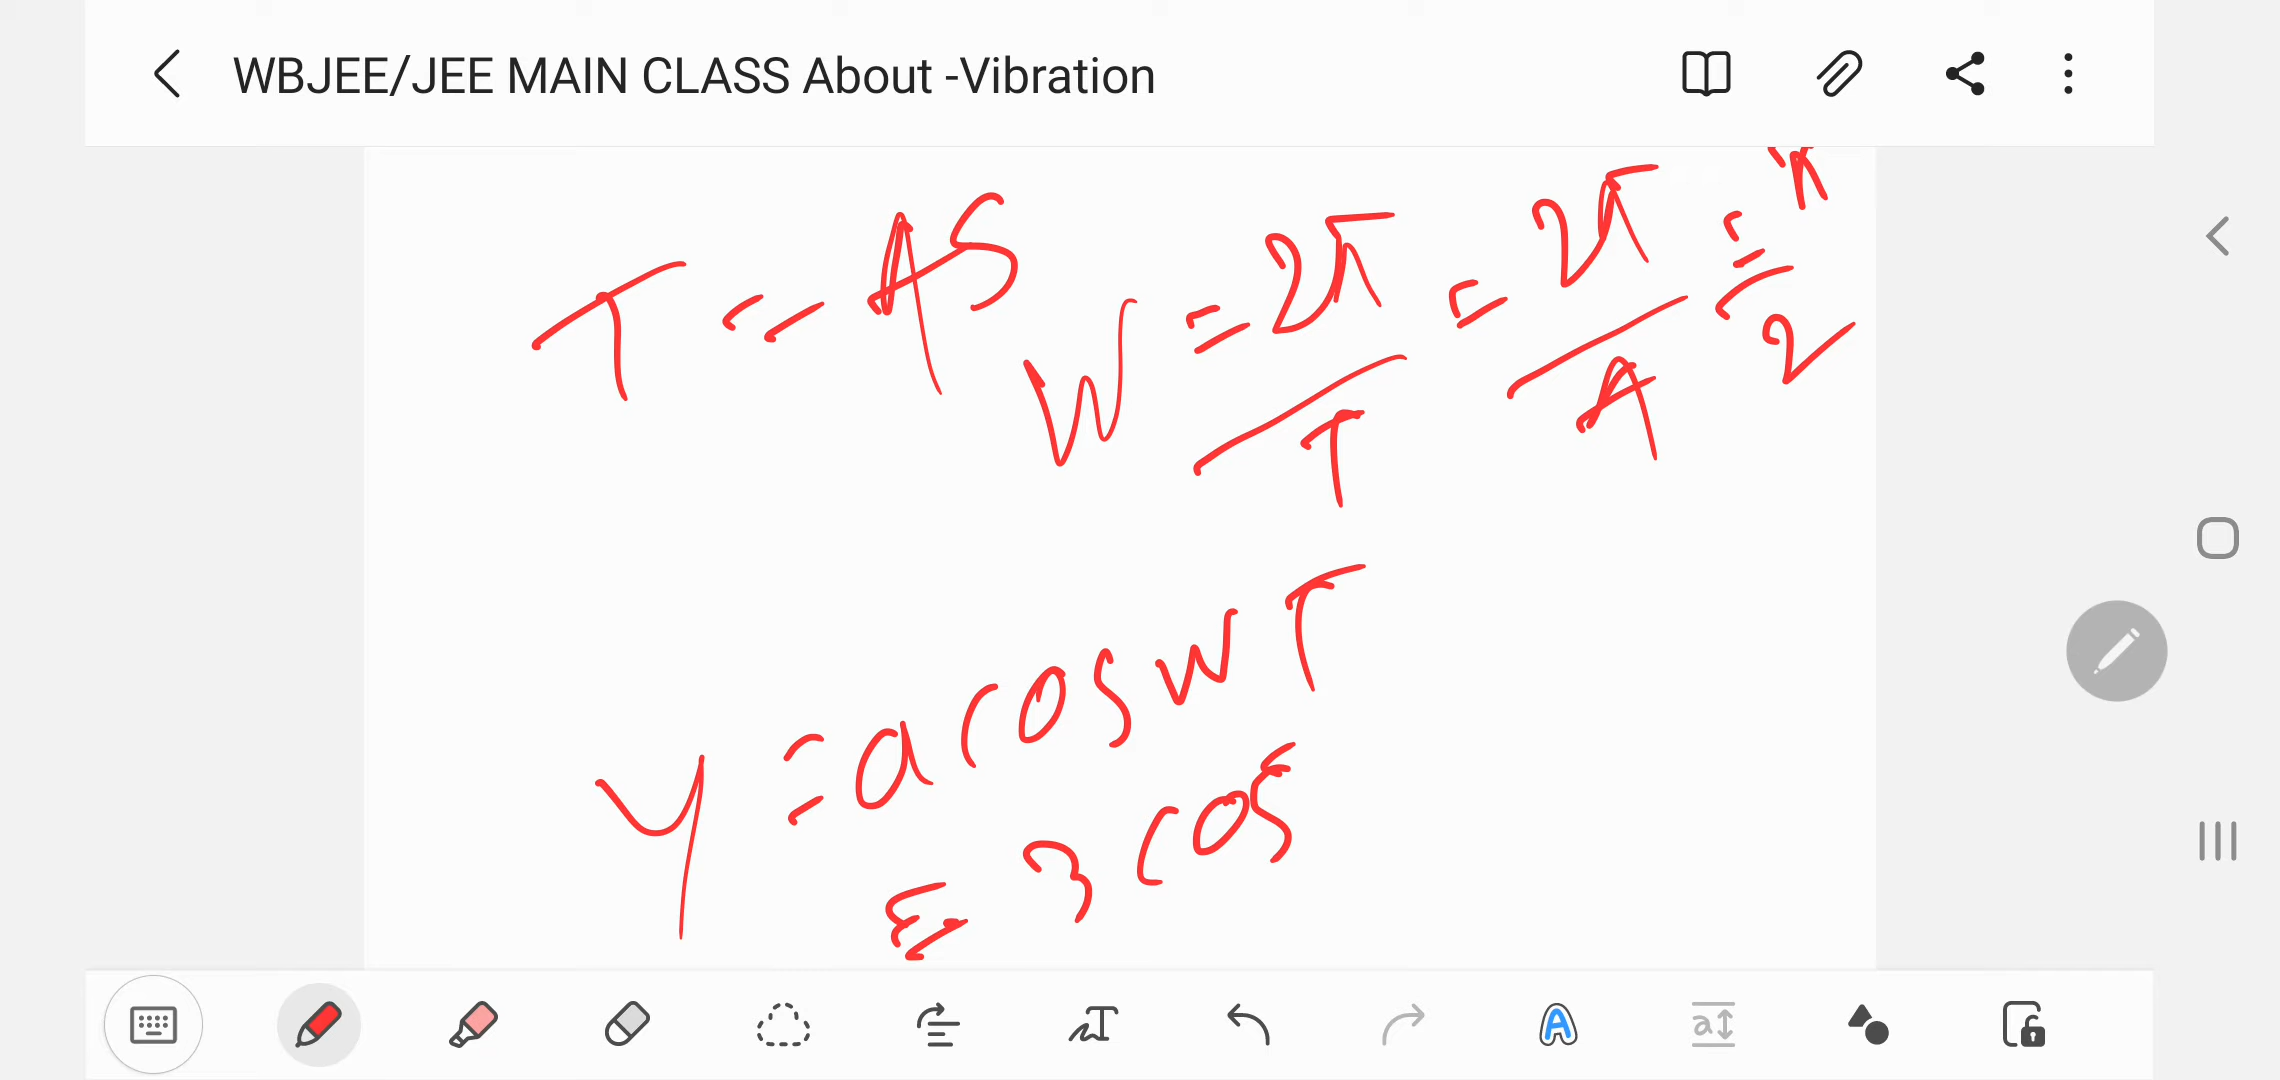 WBJEE/JEE MAIN CLASS About -Vibration
T = 4S
W = 2π/T = 2π/4 = π/2
Y = a cos WT
= 3 cos